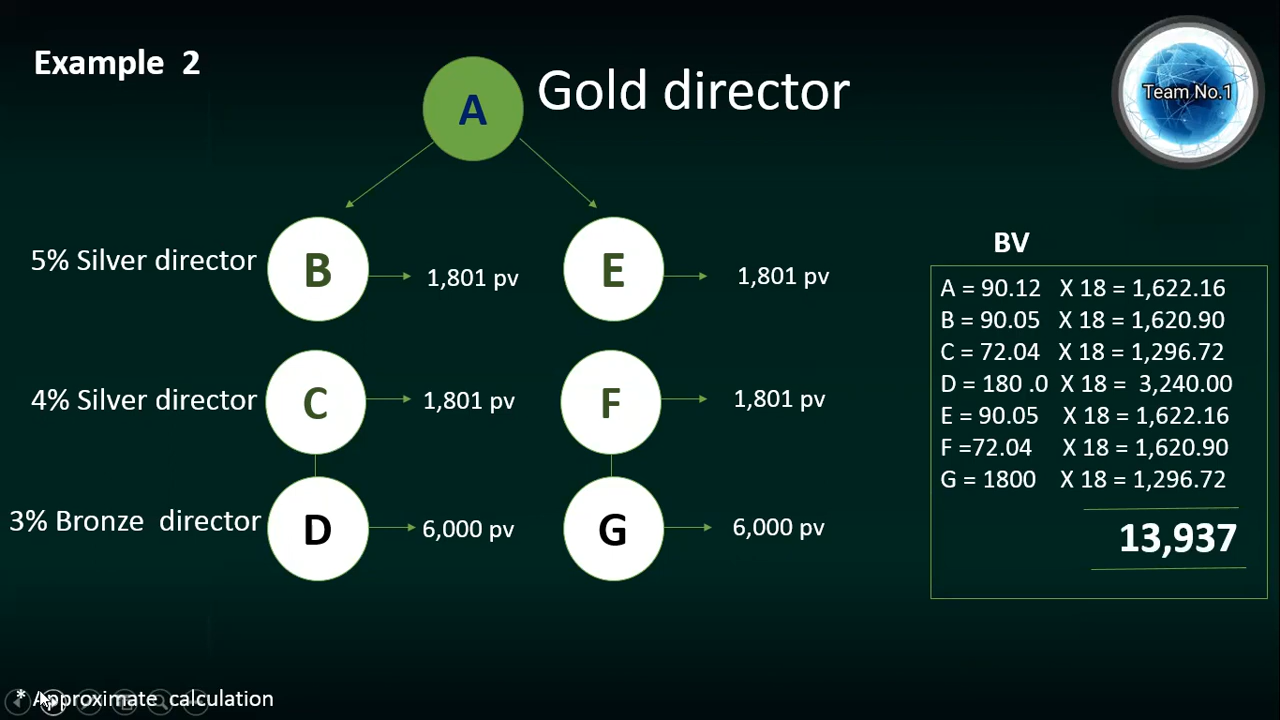 Example 2
A
Gold director
Team No.1
5% Silver director
B
1,801 pv
E
1,801 pv
4% Silver director
C
1,801 pv
F
1,801 pv
3% Bronze director
D
6,000 pv
G
6,000 pv
BV
A = 90.12 X 18 = 1,622.16
B = 90.05 X 18 = 1,620.90
C = 72.04 X 18 = 1,296.72
D = 180 .0 X 18 = 3,240.00
E = 90.05 X 18 = 1,622.16
F =72.04 X 18 = 1,620.90
G = 1800 X 18 = 1,296.72
13,937
* Approximate calculation